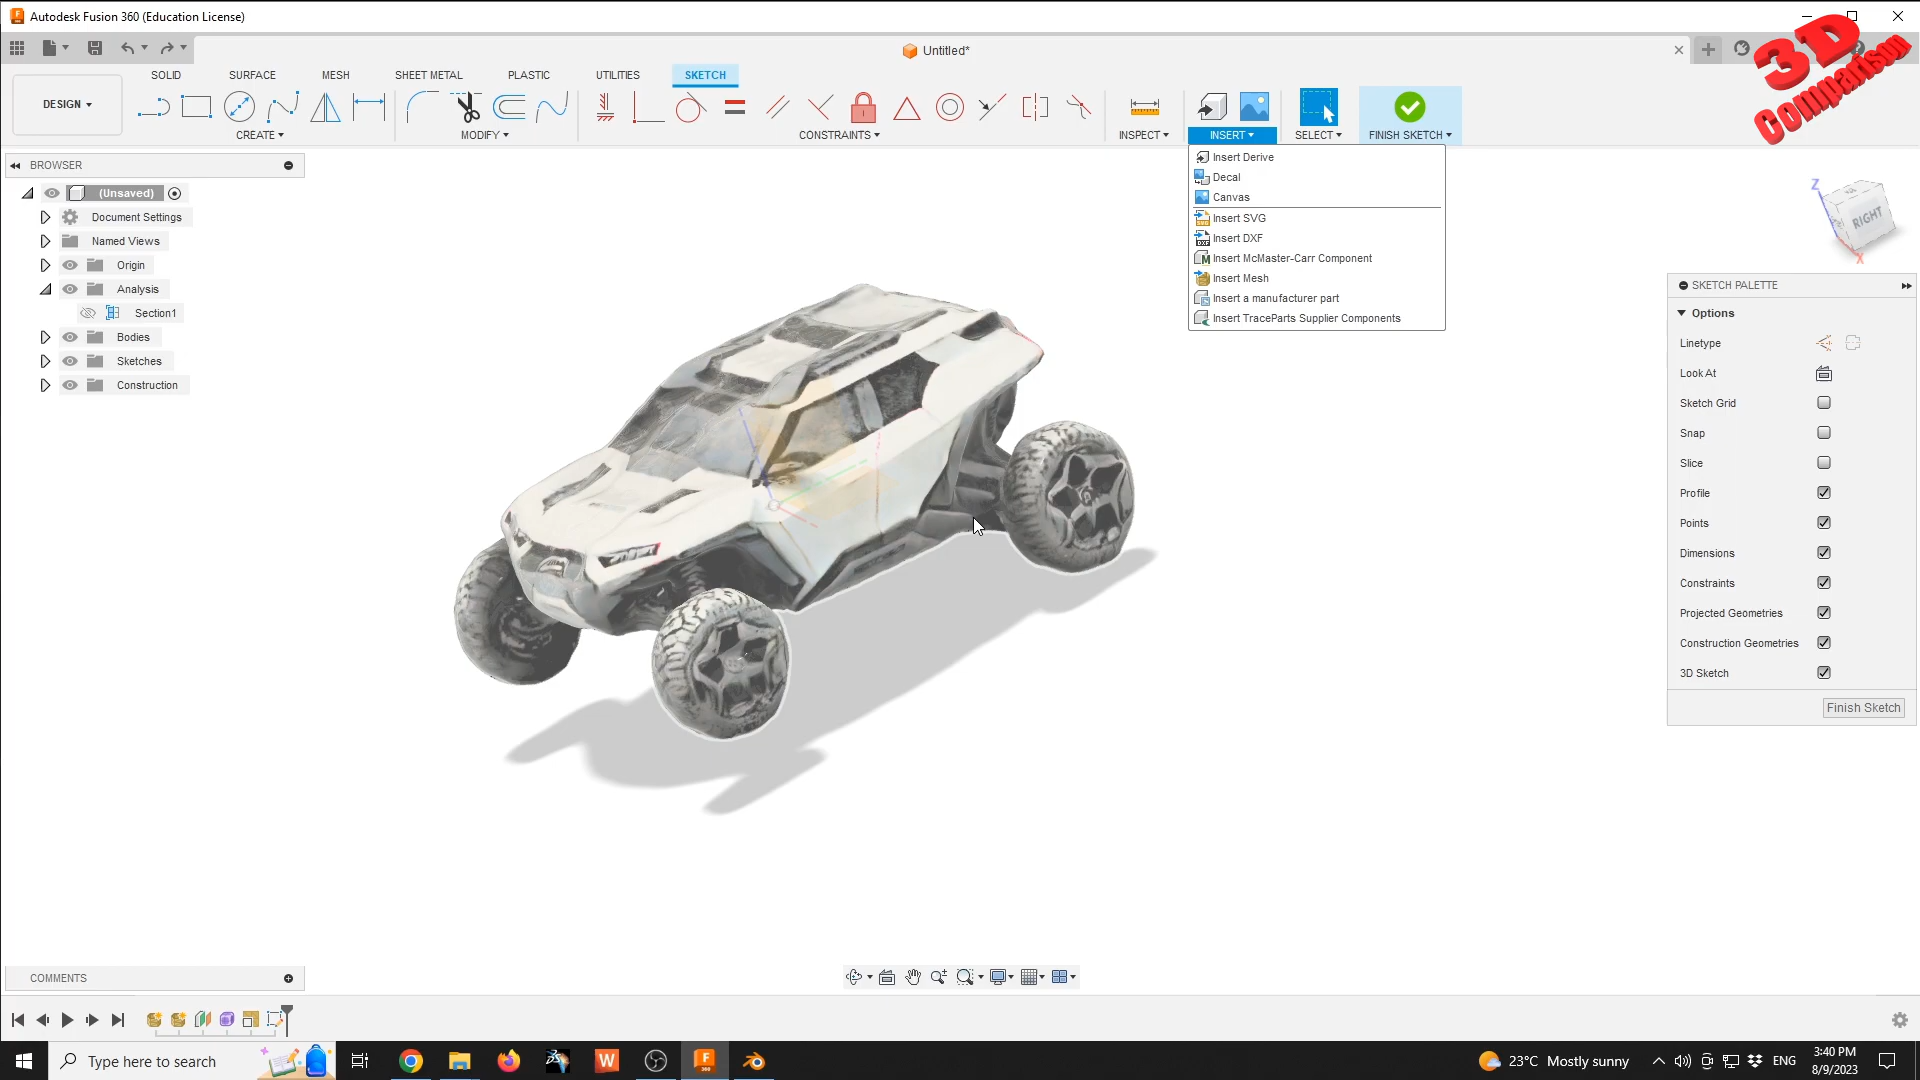 Autodesk Fusion 360 (Education License)
Untitled*
3D
Comparison
SOLID SURFACE MESH SHEET METAL PLASTIC UTILITIES SKETCH
DESIGN
CREATE MODIFY CONSTRAINTS INSPECT INSERT SELECT FINISH SKETCH
BROWSER
(Unsaved)
Document Settings
Named Views
Origin
Analysis
Section1
Bodies
Sketches
Construction
Insert Derive
Decal
Canvas
Insert SVG
Insert DXF
Insert McMaster-Carr Component
Insert Mesh
Insert a manufacturer part
Insert TraceParts Supplier Components
Z
RIGHT
X
SKETCH PALETTE
Options
Linetype
Look At
Sketch Grid
Snap
Slice
Profile
Points
Dimensions
Constraints
Projected Geometries
Construction Geometries
3D Sketch
Finish Sketch
COMMENTS
Type here to search
23°C Mostly sunny
ENG
3:40 PM
8/9/2023